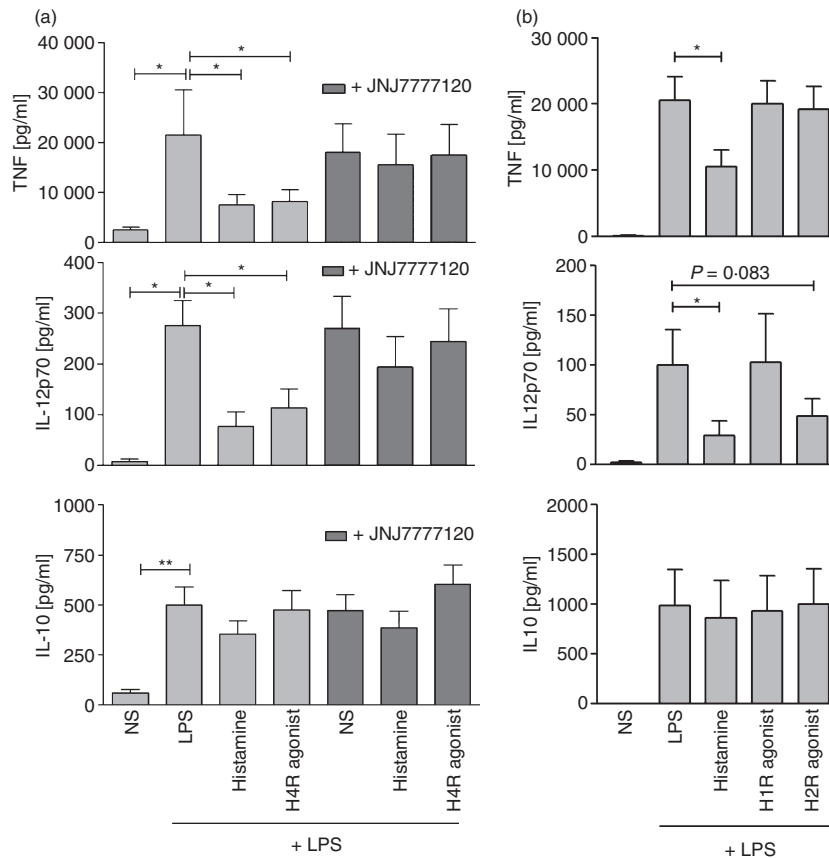 (a)
40 000
30 000
20 000
10 000
0
TNF [pg/ml]
*
*
*
+ JNJ7777120
400
300
200
100
0
IL-12p70 [pg/ml]
*
*
*
+ JNJ7777120
1000
750
500
250
0
IL-10 [pg/ml]
**
+ JNJ7777120
NS
LPS
Histamine
H4R agonist
NS
Histamine
H4R agonist
+ LPS
(b)
30 000
20 000
10 000
0
TNF [pg/ml]
*
200
150
100
50
0
IL12p70 [pg/ml]
P = 0·083
*
2000
1500
1000
500
0
IL10 [pg/ml]
NS
LPS
Histamine
H1R agonist
H2R agonist
+ LPS